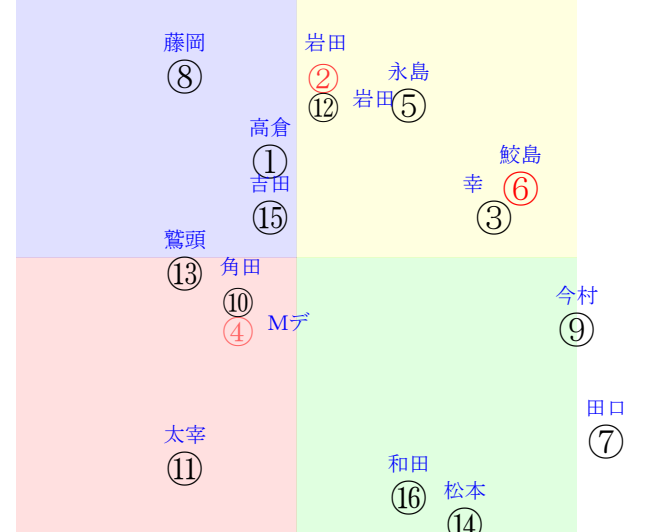 藤岡
⑧
岩田
②
⑫
岩田
永島
⑤
高倉
①
吉田
⑮
鮫島
⑥
幸
③
鷲頭
⑬
角田
⑩
④
Mデ
今村
⑨
田口
⑦
太宰
⑪
和田
⑯
松本
⑭